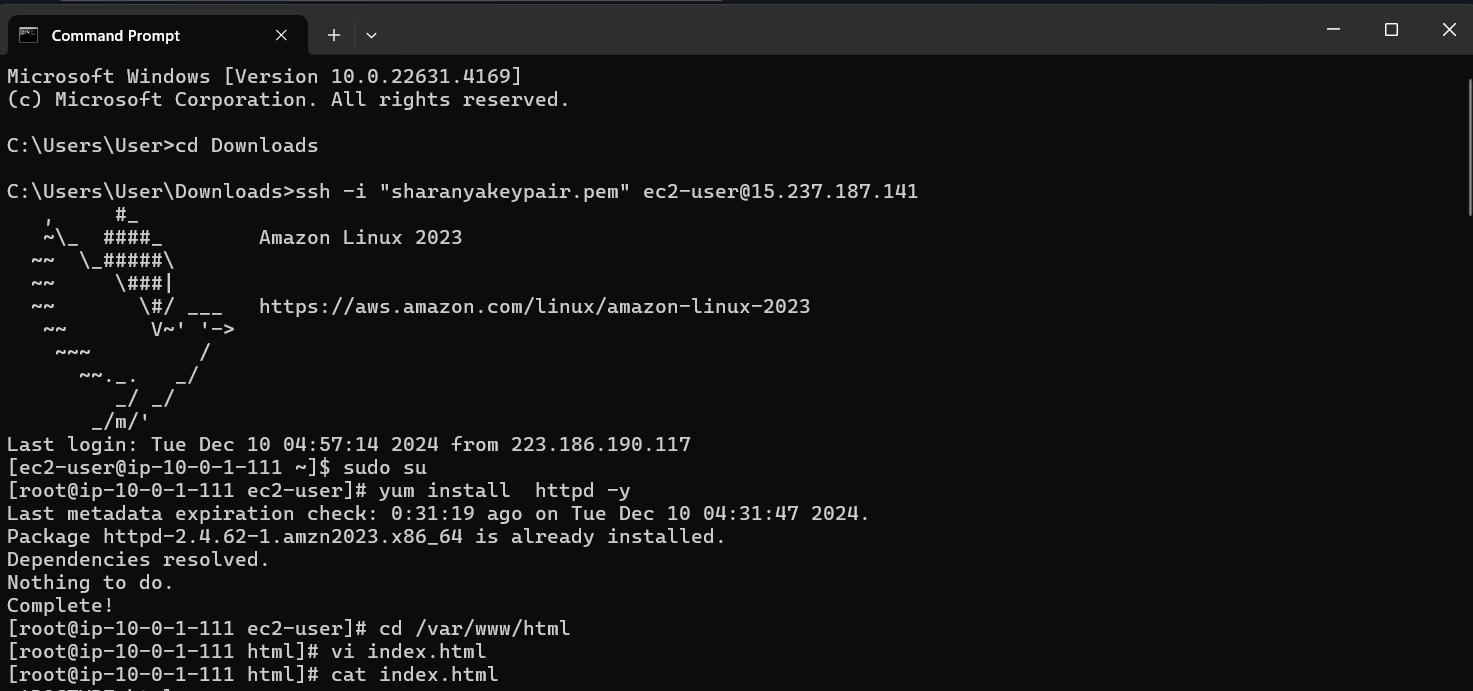 Command Prompt
Microsoft Windows [Version 10.0.22631.4169]
(c) Microsoft Corporation. All rights reserved.
C:\Users\User>cd Downloads
C:\Users\User\Downloads>ssh -i "sharanyakeypair.pem" ec2-user@15.237.187.141
   ,     #_
   ~\_  ####_        Amazon Linux 2023
  ~~  \_#####\
  ~~     \###|
  ~~       \#/ ___   https://aws.amazon.com/linux/amazon-linux-2023
   ~~       V~' '->
    ~~~         /
      ~~._.   _/
         _/ _/
       _/m/'
Last login: Tue Dec 10 04:57:14 2024 from 223.186.190.117
[ec2-user@ip-10-0-1-111 ~]$ sudo su
[root@ip-10-0-1-111 ec2-user]# yum install  httpd -y
Last metadata expiration check: 0:31:19 ago on Tue Dec 10 04:31:47 2024.
Package httpd-2.4.62-1.amzn2023.x86_64 is already installed.
Dependencies resolved.
Nothing to do.
Complete!
[root@ip-10-0-1-111 ec2-user]# cd /var/www/html
[root@ip-10-0-1-111 html]# vi index.html
[root@ip-10-0-1-111 html]# cat index.html